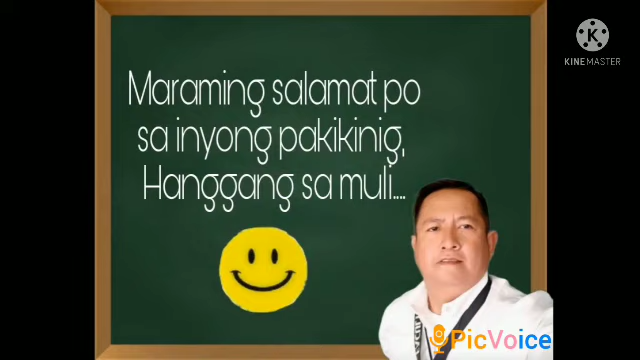 KINEMASTER
Maraming salamat po
sa inyong pakikinig,
Hanggang sa muli....
PicVoice